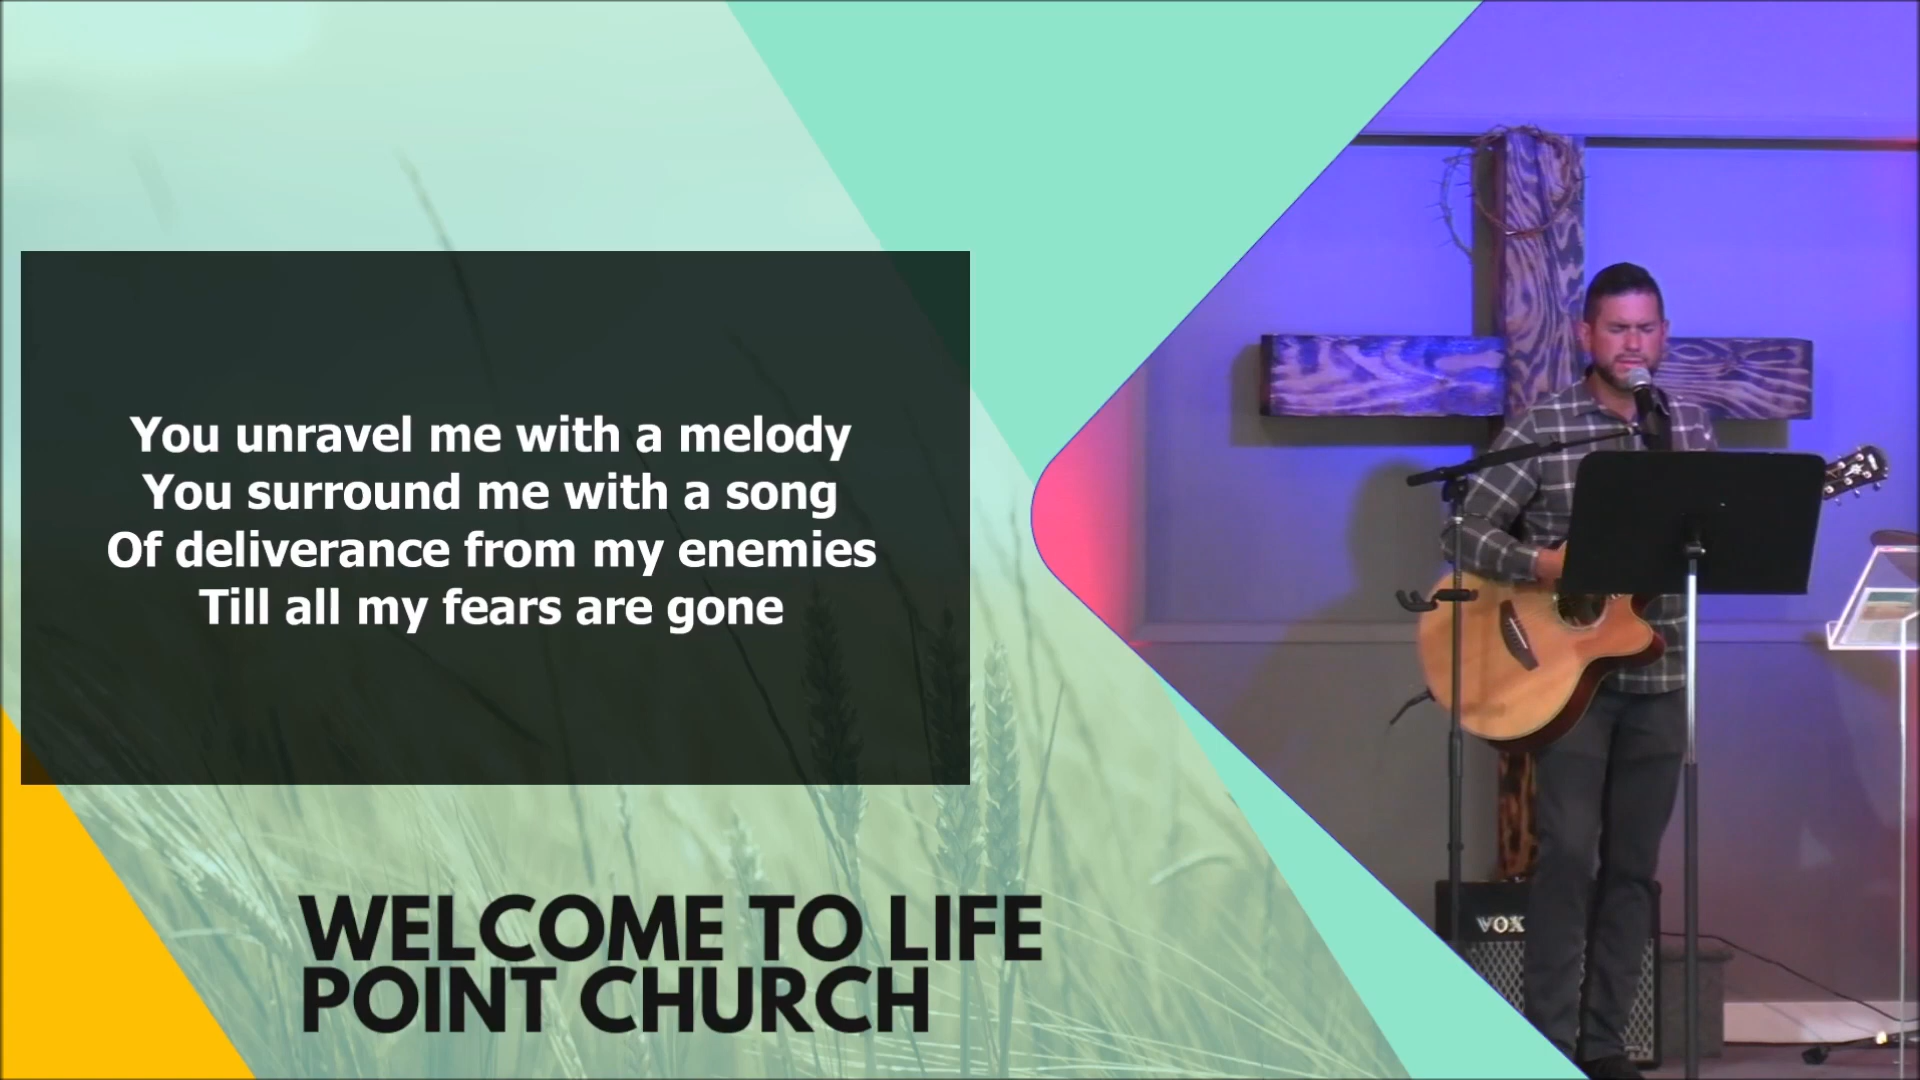 You unravel me with a melody
You surround me with a song
Of deliverance from my enemies
Till all my fears are gone
WELCOME TO LIFE
POINT CHURCH
VOX